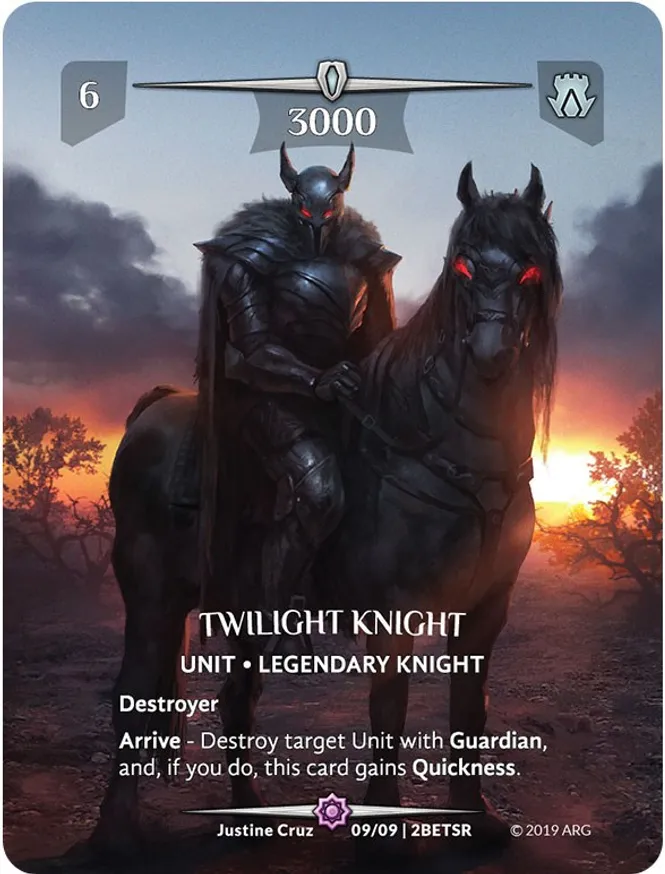 6
3000
TWILIGHT KNIGHT
UNIT • LEGENDARY KNIGHT
Destroyer
Arrive - Destroy target Unit with Guardian,
and, if you do, this card gains Quickness.
Justine Cruz 09/09 | 2BETSR © 2019 ARG